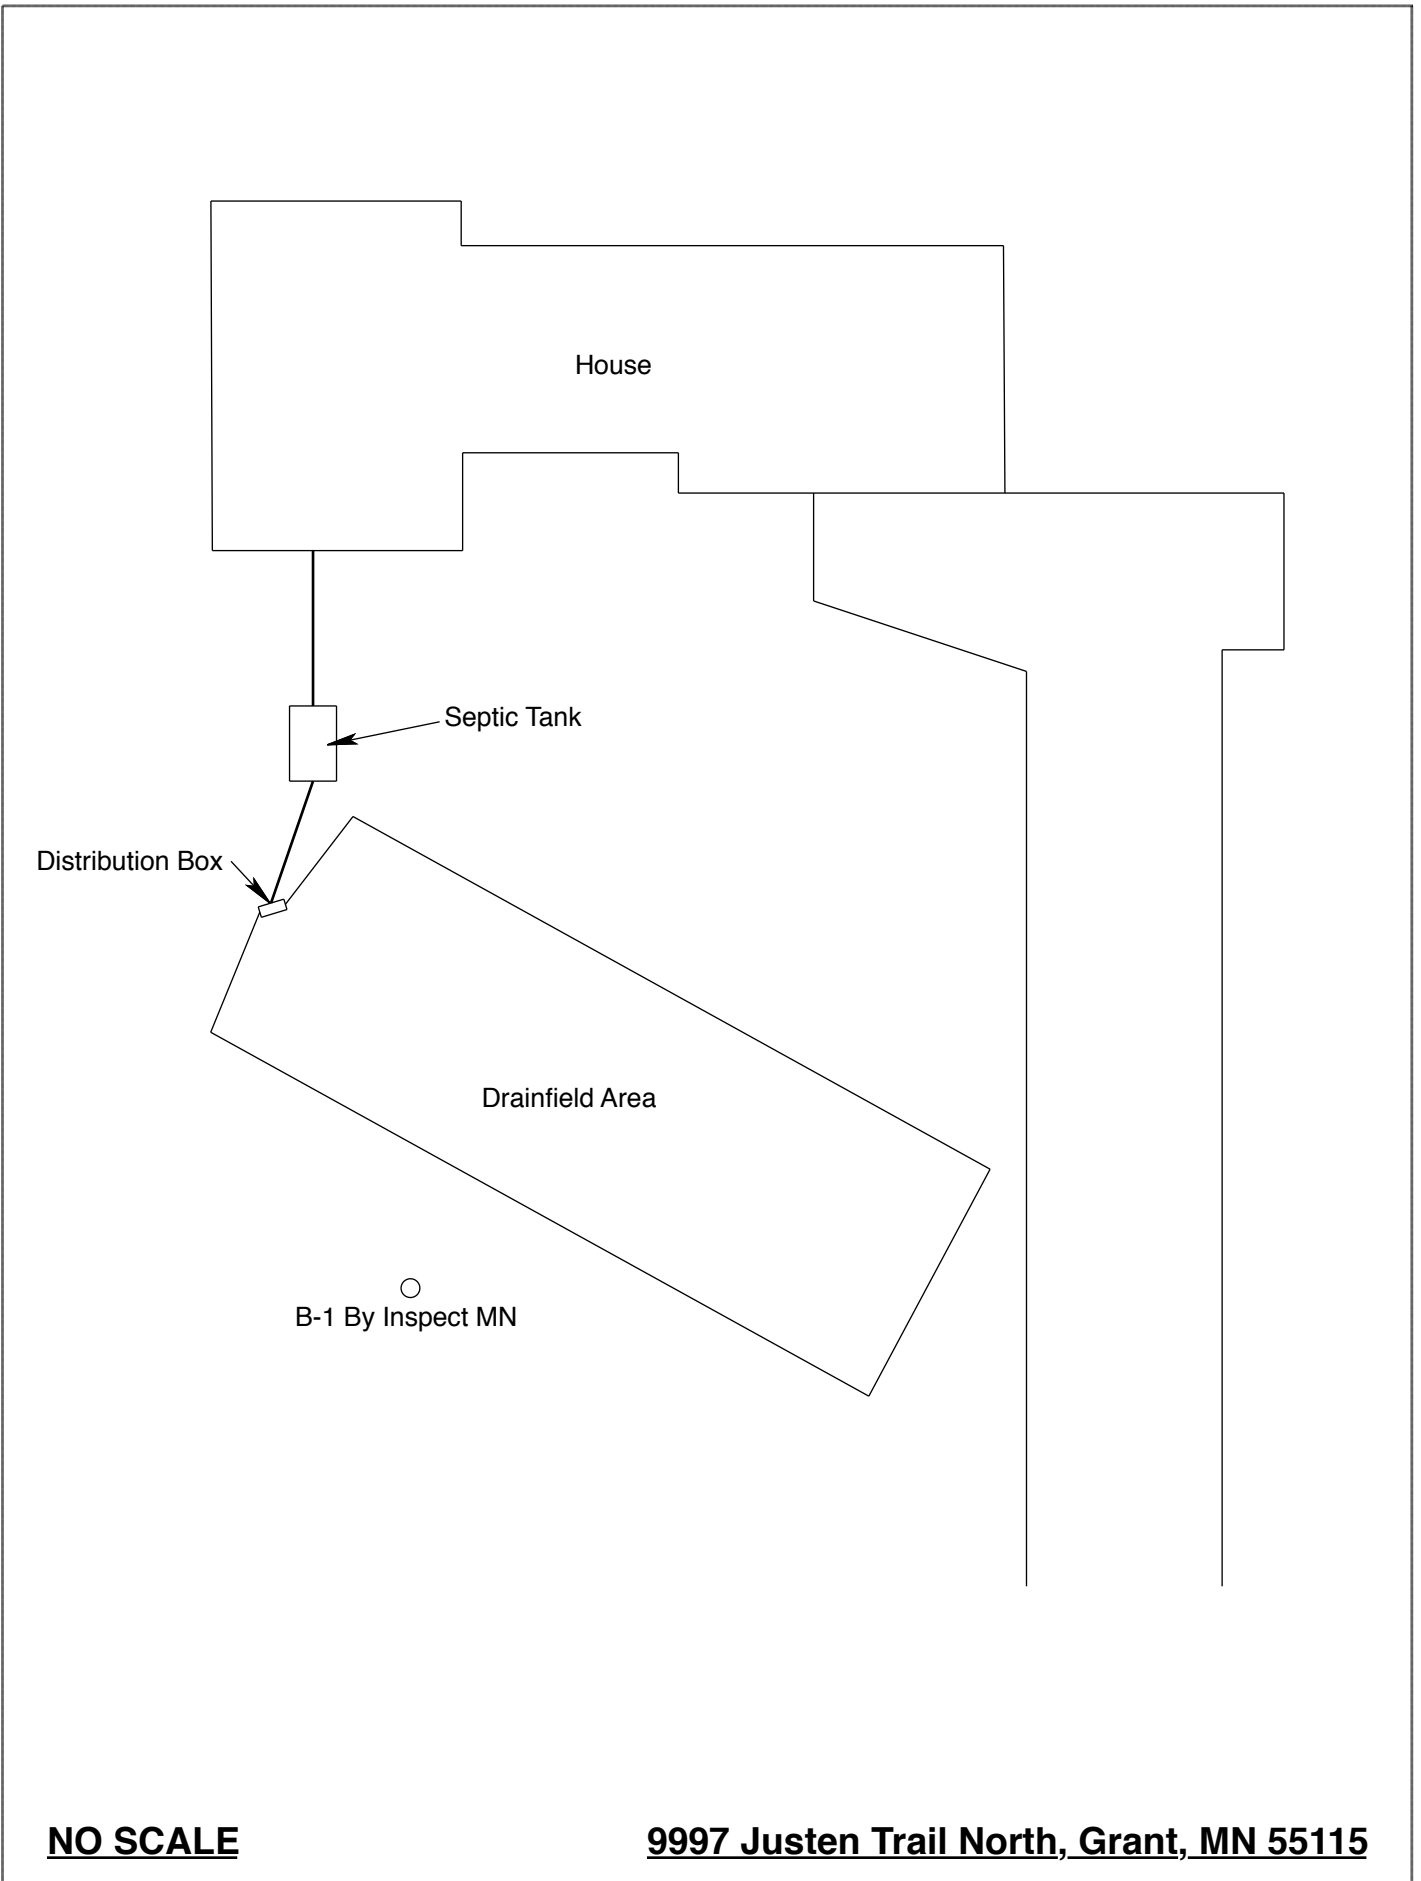 House
Septic Tank
Distribution Box
Drainfield Area
B-1 By Inspect MN
NO SCALE
9997 Justen Trail North, Grant, MN 55115